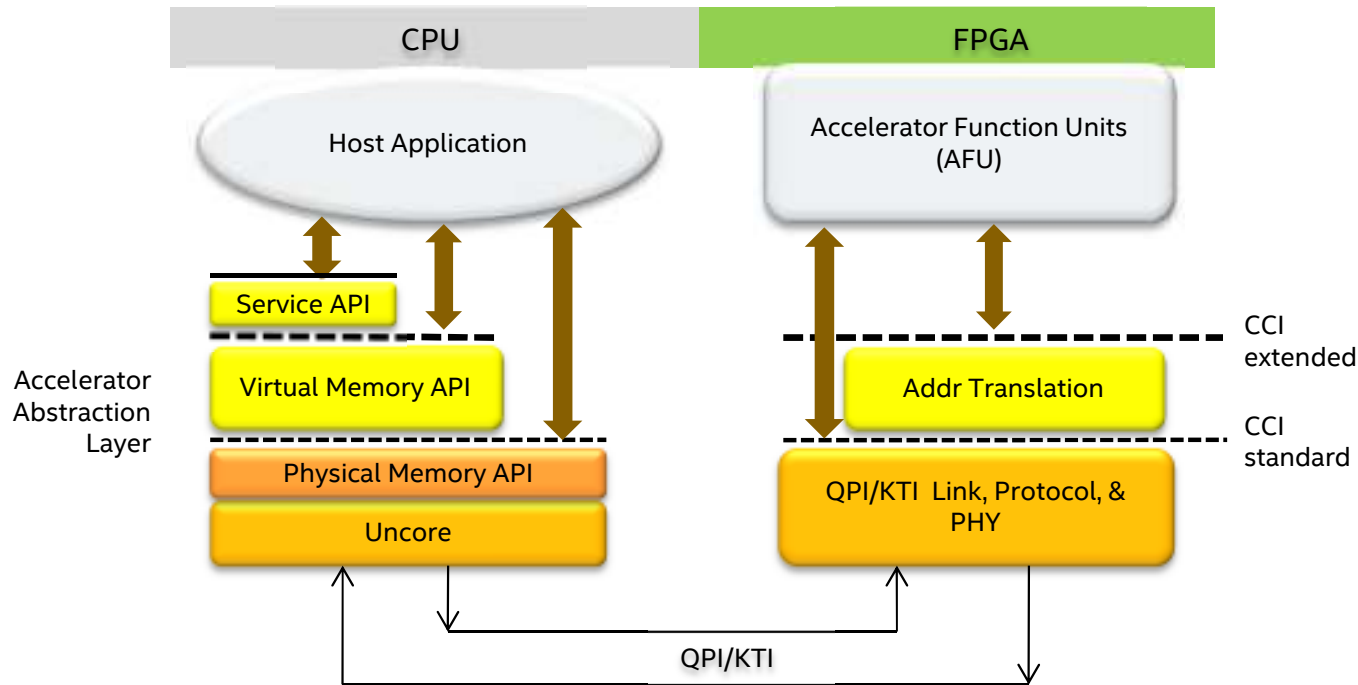 CPU
FPGA
Host Application
Accelerator Function Units
(AFU)
Service API
CCI
extended
Virtual Memory API
Addr Translation
Accelerator
Abstraction
Layer
CCI
standard
Physical Memory API
QPI/KTI Link, Protocol, &
PHY
Uncore
QPI/KTI